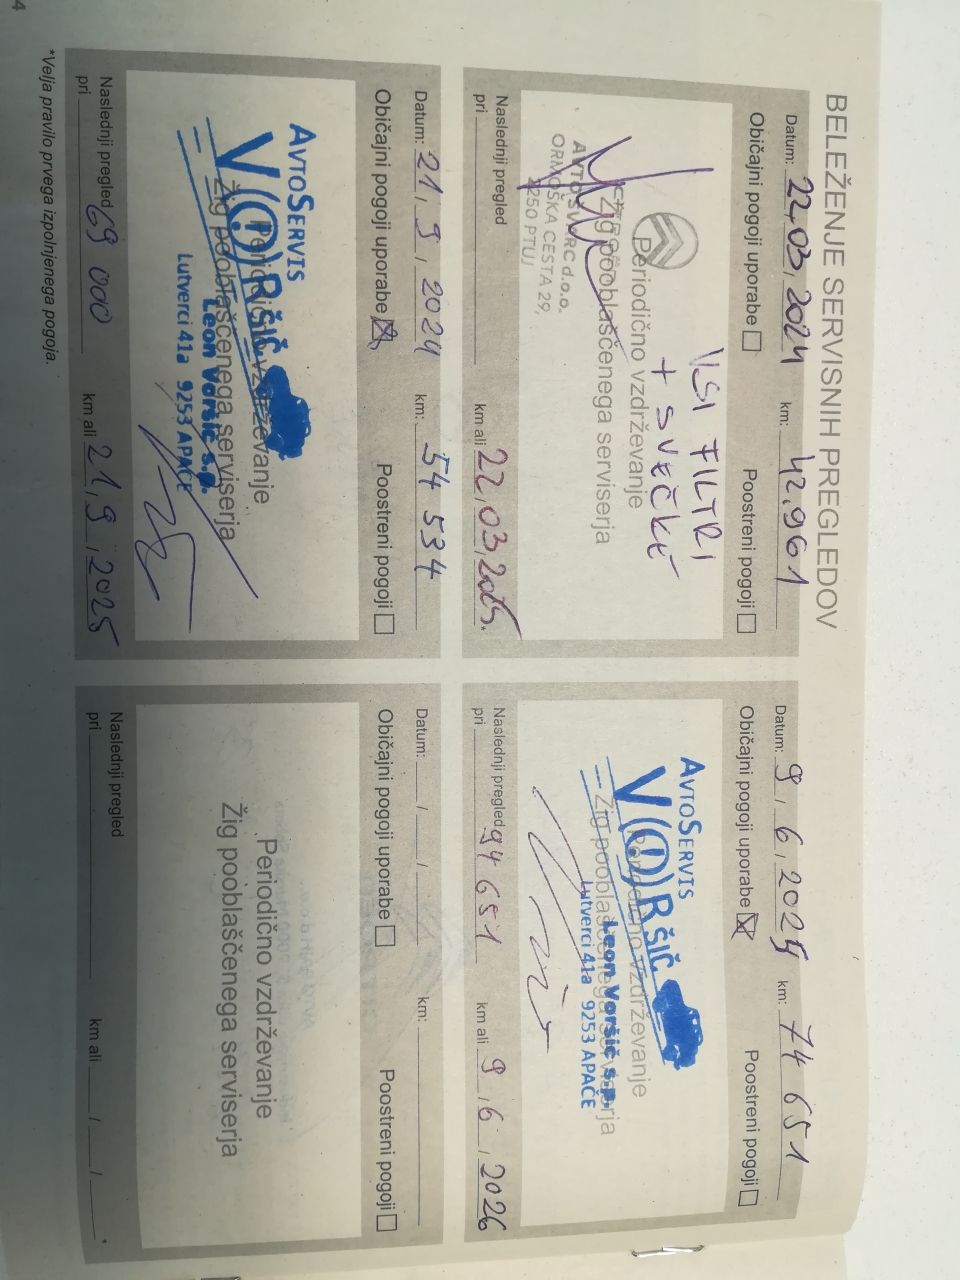 BELEŽENJE SERVISNIH PREGLEDOV
Datum: 22, 03, 2024 km: 42.961
Običajni pogoji uporabe Poostreni pogoji
VSI FILTRI
+ SVEČKE
Periodično vzdrževanje
Žig pooblaščenega serviserja
AVTO ŠVORC d.o.o.
ORMOŠKA CESTA 29,
2250 PTUJ
Naslednji pregled
pri km ali 22, 03, 2025.*
Datum: 21, 9, 2024 km: 54 534
Običajni pogoji uporabe Poostreni pogoji
AVTOSERVIS
V(O)RŠIČ
Periodično vzdrževanje
Žig pooblaščenega serviserja
Leon Voršič s.p.
Lutverci 41a 9253 APAČE
Naslednji pregled
pri 69 000 km ali 21, 9, 2025
*Velja pravilo prvega izpolnjenega pogoja.
4
Datum: 9, 6, 2025 km: 74 651
Običajni pogoji uporabe Poostreni pogoji
AVTOSERVIS
V(O)RŠIČ
Periodično vzdrževanje
Žig pooblaščenega serviserja
Leon Voršič s.p.
Lutverci 41a 9253 APAČE
Naslednji pregled
pri 94 651 km ali 9, 6, 2026
Datum: / / km:
Običajni pogoji uporabe Poostreni pogoji
Periodično vzdrževanje
Žig pooblaščenega serviserja
Naslednji pregled
pri km ali / / *